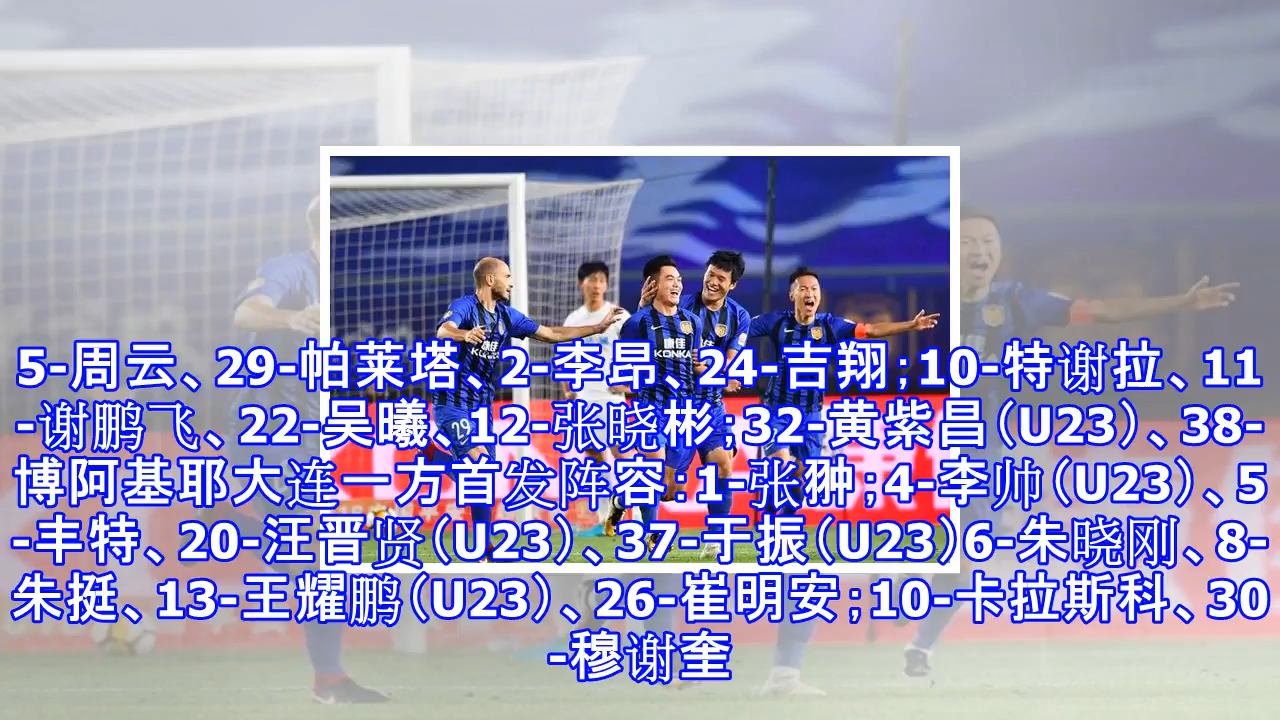 康佳
KONKA
29
5-周云、29-帕莱塔、2-李昂、24-吉翔；10-特谢拉、11
-谢鹏飞、22-吴曦、12-张晓彬；32-黄紫昌（U23）、38-
博阿基耶大连一方首发阵容：1-张翀；4-李帅（U23）、5
-丰特、20-汪晋贤（U23）、37-于振（U23）6-朱晓刚、8-
朱挺、13-王耀鹏（U23）、26-崔明安；10-卡拉斯科、30
-穆谢奎